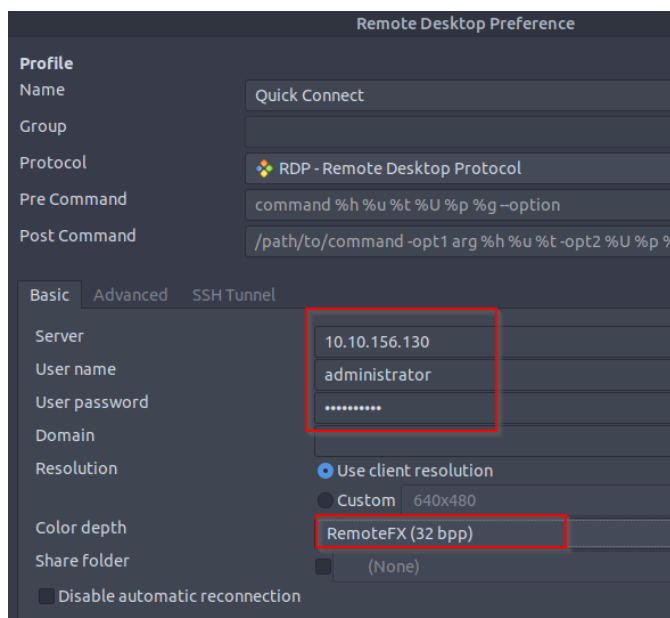 Remote Desktop Preference
Profile
Name Quick Connect
Group
Protocol RDP - Remote Desktop Protocol
Pre Command command %h %u %t %U %p %g --option
Post Command /path/to/command -opt1 arg %h %u %t -opt2 %U %p %
Basic Advanced SSH Tunnel
Server 10.10.156.130
User name administrator
User password ••••••••••
Domain
Resolution Use client resolution
Custom 640x480
Color depth RemoteFX (32 bpp)
Share folder (None)
Disable automatic reconnection